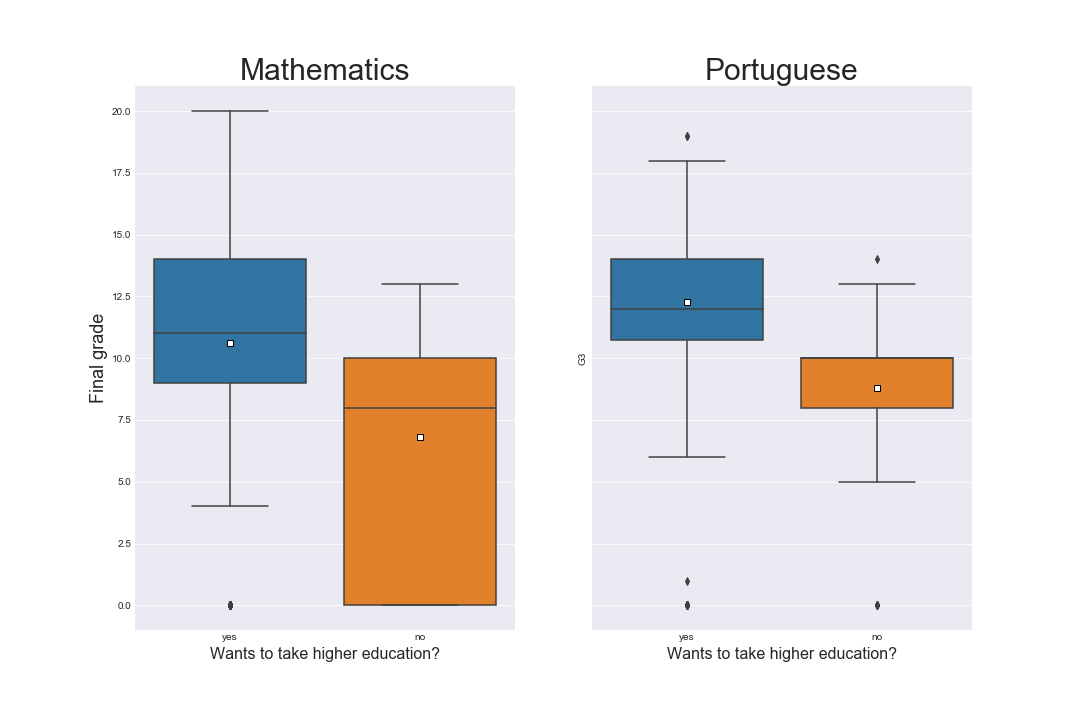 Mathematics
Portuguese
Final grade
20.0
17.5
15.0
12.5
10.0
7.5
5.0
2.5
0.0
yes
no
Wants to take higher education?
G3
yes
no
Wants to take higher education?